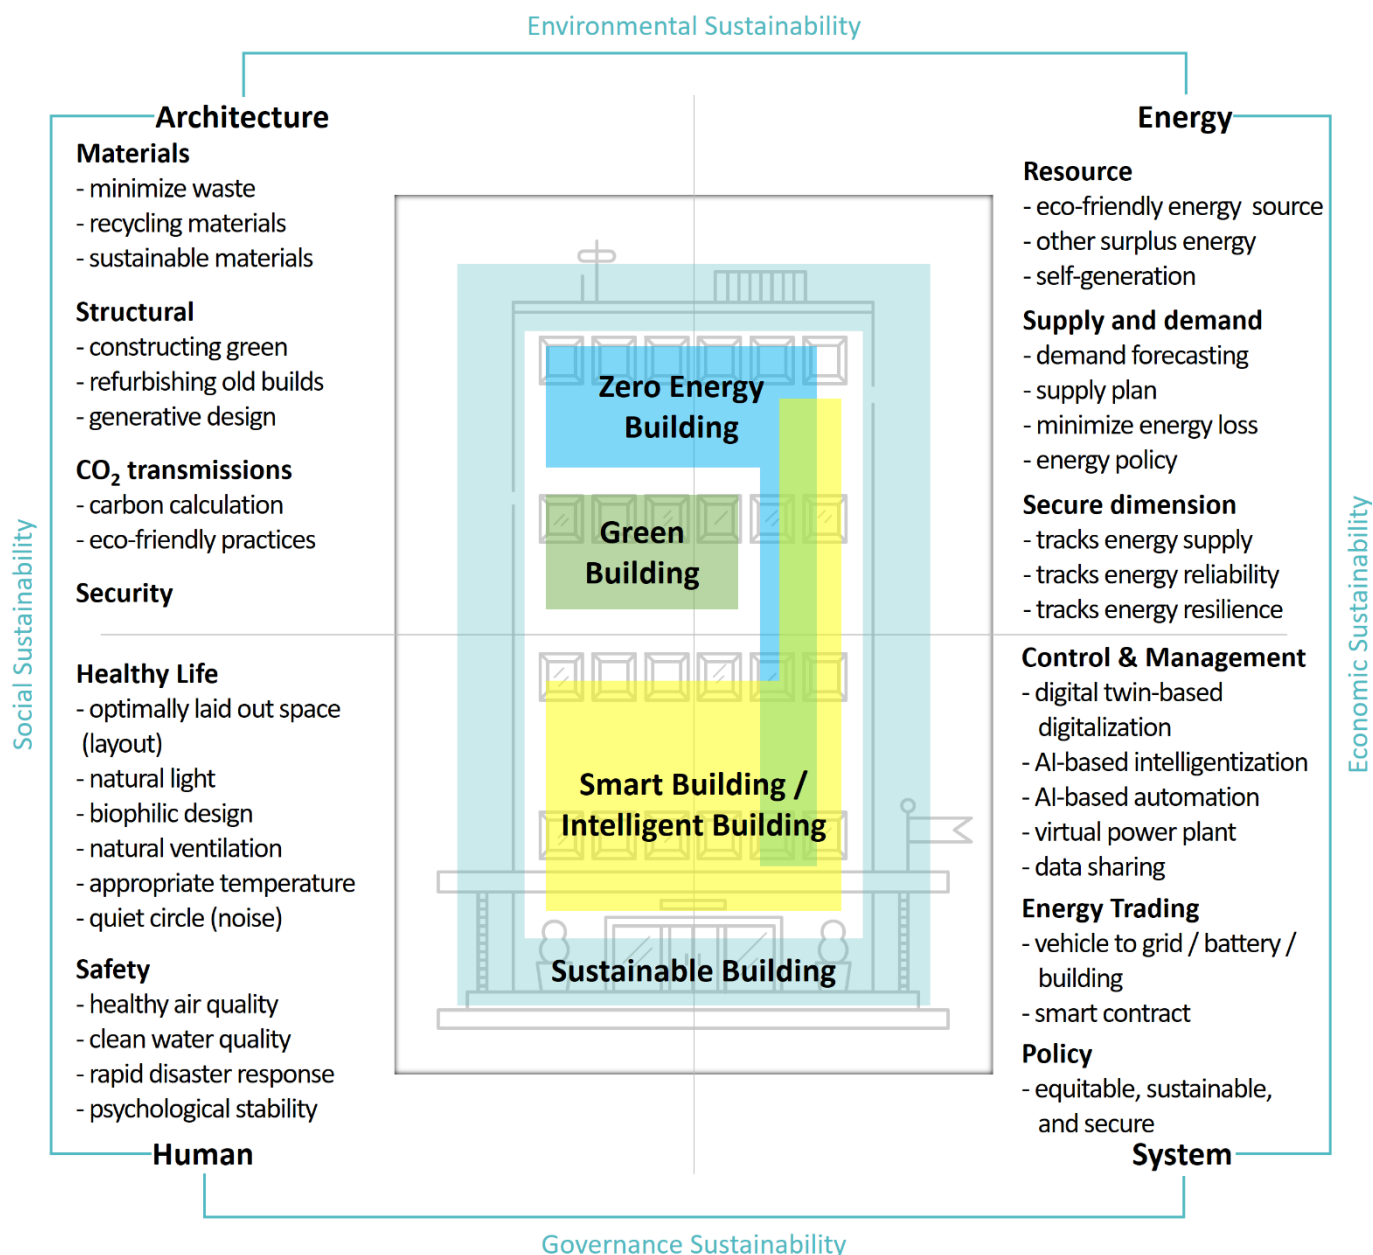 Environmental Sustainability
Architecture
Materials
- minimize waste
- recycling materials
- sustainable materials
Structural
- constructing green
- refurbishing old builds
- generative design
CO₂ transmissions
- carbon calculation
- eco-friendly practices
Security
Energy
Resource
- eco-friendly energy source
- other surplus energy
- self-generation
Supply and demand
- demand forecasting
- supply plan
- minimize energy loss
- energy policy
Secure dimension
- tracks energy supply
- tracks energy reliability
- tracks energy resilience
Zero Energy
Building
Green
Building
Smart Building /
Intelligent Building
Sustainable Building
Social Sustainability
Economic Sustainability
Healthy Life
- optimally laid out space
(layout)
- natural light
- biophilic design
- natural ventilation
- appropriate temperature
- quiet circle (noise)
Safety
- healthy air quality
- clean water quality
- rapid disaster response
- psychological stability
Human
Control & Management
- digital twin-based
digitalization
- AI-based intelligentization
- AI-based automation
- virtual power plant
- data sharing
Energy Trading
- vehicle to grid / battery /
building
- smart contract
Policy
- equitable, sustainable,
and secure
System
Governance Sustainability